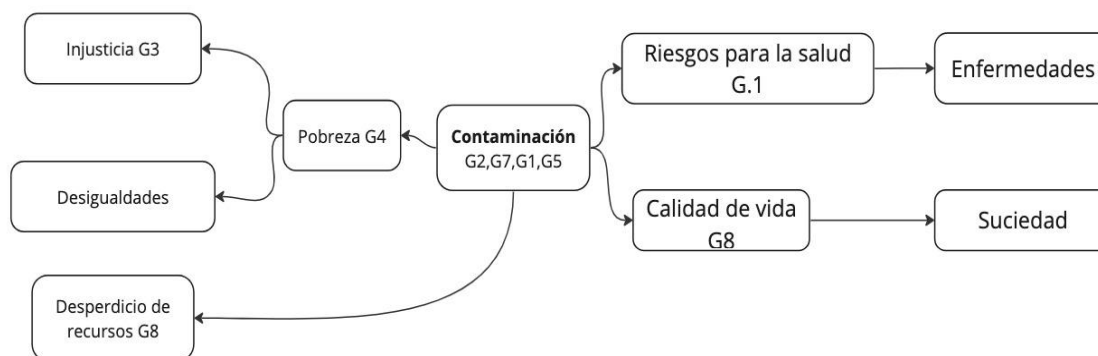 Injusticia G3
Riesgos para la salud
G.1
Enfermedades
Pobreza G4
Contaminación
G2,G7,G1,G5
Desigualdades
Calidad de vida
G8
Suciedad
Desperdicio de
recursos G8